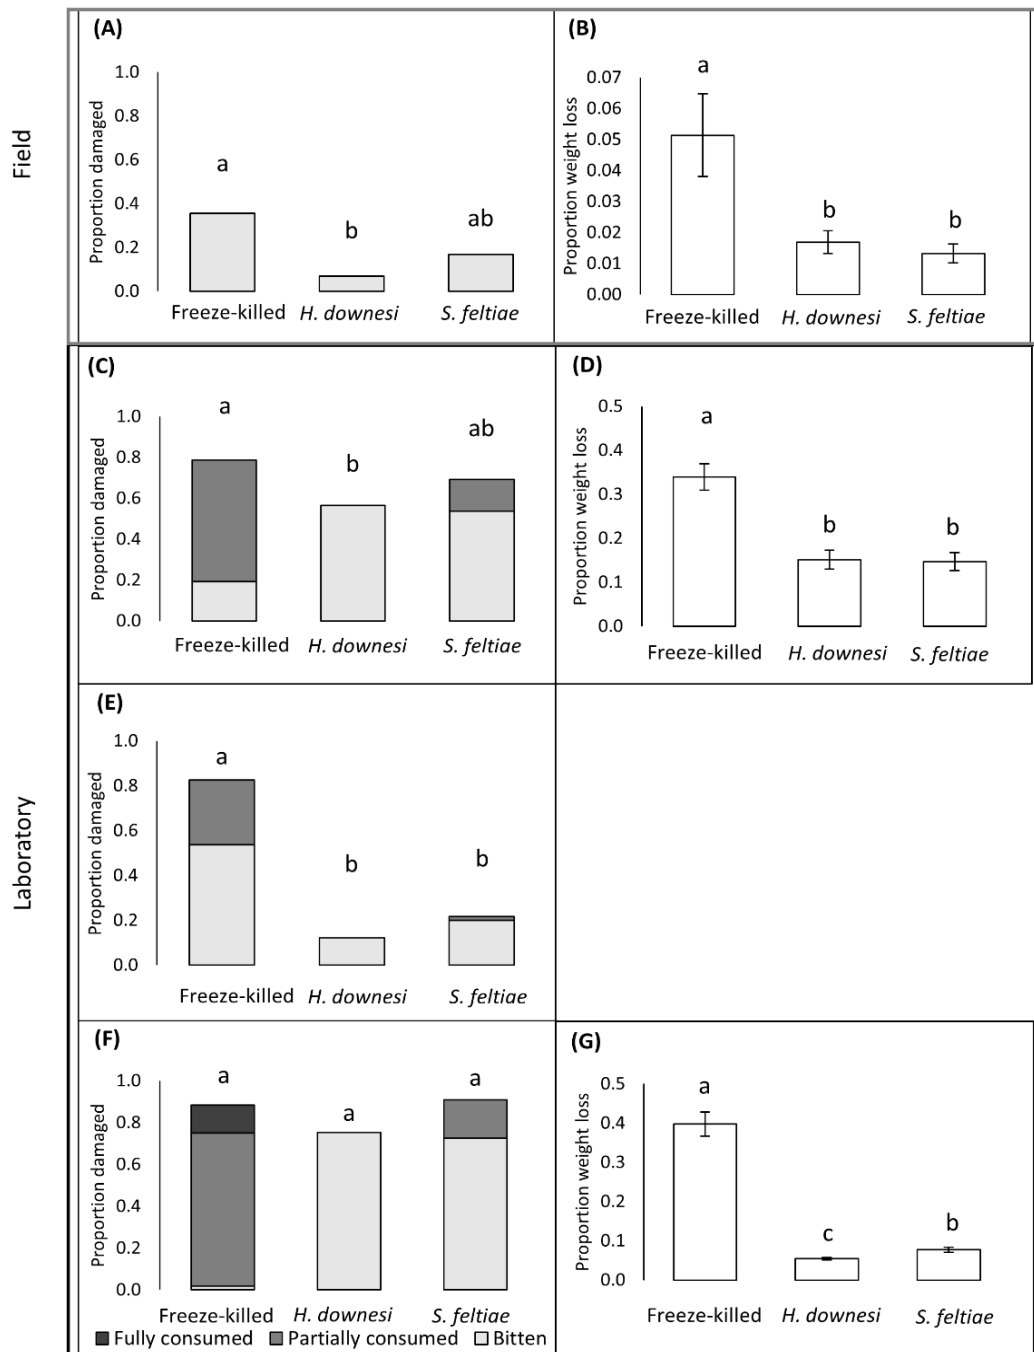 Field
(A)
Proportion damaged
1.0
0.8
0.6
0.4
0.2
0.0
a
b
ab
Freeze-killed H. downesi S. feltiae
(B)
Proportion weight loss
0.07
0.06
0.05
0.04
0.03
0.02
0.01
0.00
a
b
b
Freeze-killed H. downesi S. feltiae
Laboratory
(C)
Proportion damaged
1.0
0.8
0.6
0.4
0.2
0.0
a
b
ab
Freeze-killed H. downesi S. feltiae
(D)
Proportion weight loss
0.5
0.4
0.3
0.2
0.1
0.0
a
b
b
Freeze-killed H. downesi S. feltiae
(E)
Proportion damaged
1.0
0.8
0.6
0.4
0.2
0.0
a
b
b
Freeze-killed H. downesi S. feltiae
(F)
Proportion damaged
1.0
0.8
0.6
0.4
0.2
0.0
a
a
a
Freeze-killed H. downesi S. feltiae
Fully consumed Partially consumed Bitten
(G)
Proportion weight loss
0.5
0.4
0.3
0.2
0.1
0.0
a
c
b
Freeze-killed H. downesi S. feltiae